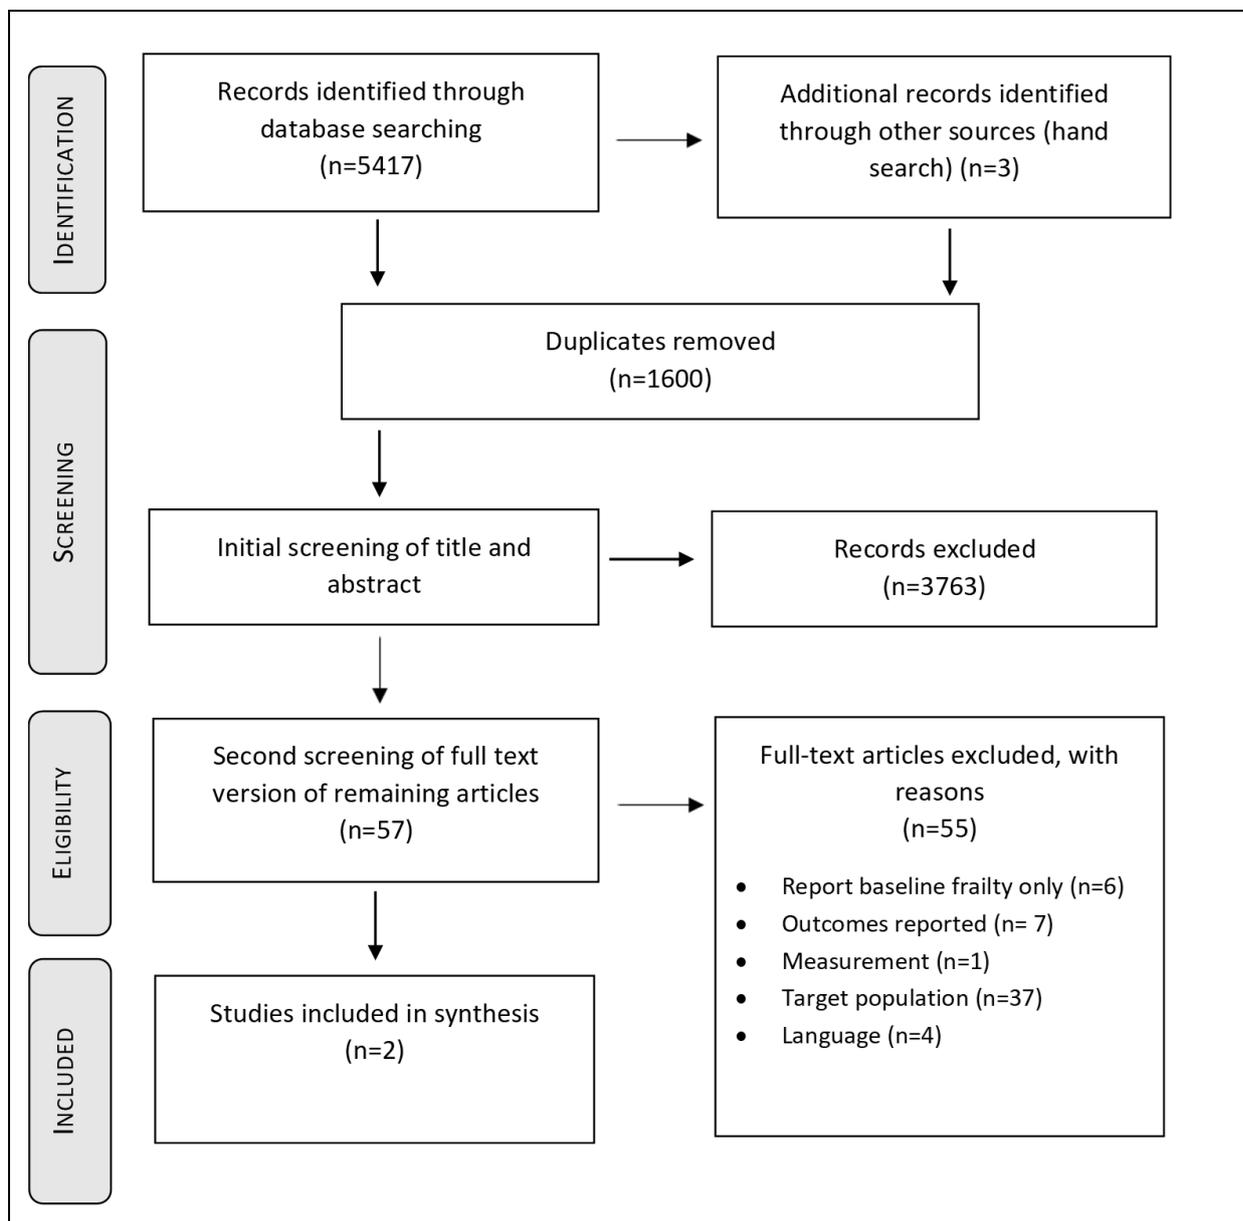 IDENTIFICATION
Records identified through
database searching
(n=5417)
Additional records identified
through other sources (hand
search) (n=3)
Duplicates removed
(n=1600)
SCREENING
Initial screening of title and
abstract
Records excluded
(n=3763)
ELIGIBILITY
Second screening of full text
version of remaining articles
(n=57)
Full-text articles excluded, with
reasons
(n=55)
• Report baseline frailty only (n=6)
• Outcomes reported (n= 7)
• Measurement (n=1)
• Target population (n=37)
• Language (n=4)
INCLUDED
Studies included in synthesis
(n=2)